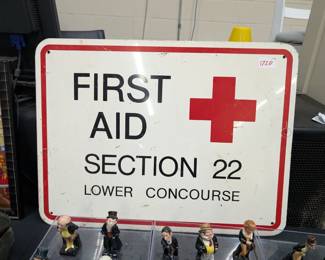 FIRST
AID
SECTION 22
LOWER CONCOURSE